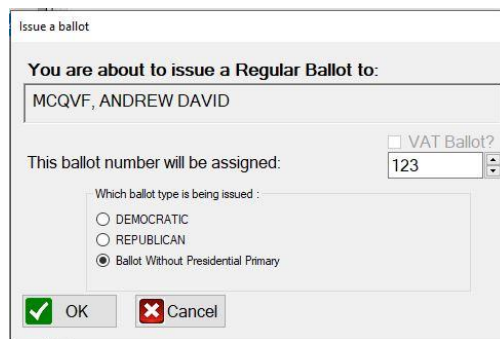 Issue a ballot
You are about to issue a Regular Ballot to:
MCQVF, ANDREW DAVID
VAT Ballot?
This ballot number will be assigned:
123
Which ballot type is being issued :
DEMOCRATIC
REPUBLICAN
Ballot Without Presidential Primary
OK
Cancel